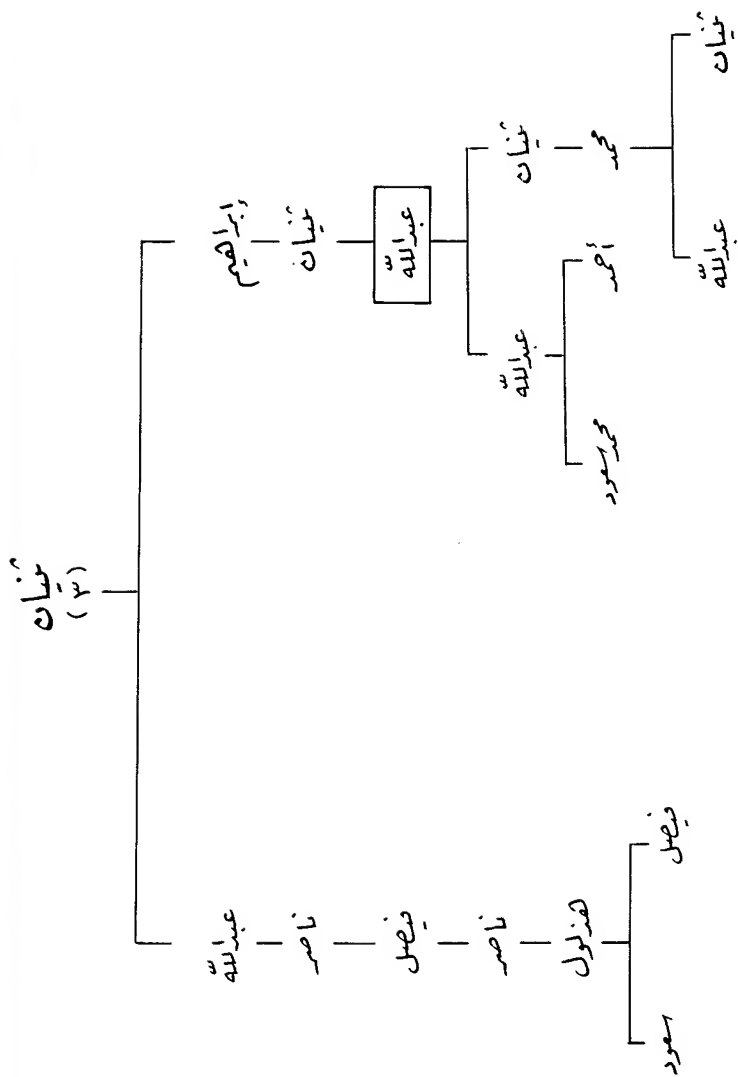 ثنيان
(٣)
إبراهيم
عبدالله
ثنيان
ناصر
عبدالله
فيصل
ثنيان
عبدالله
ناصر
محمد
أحمد
محمد سعود
هذلول
ثنيان
عبدالله
فيصل
سعود